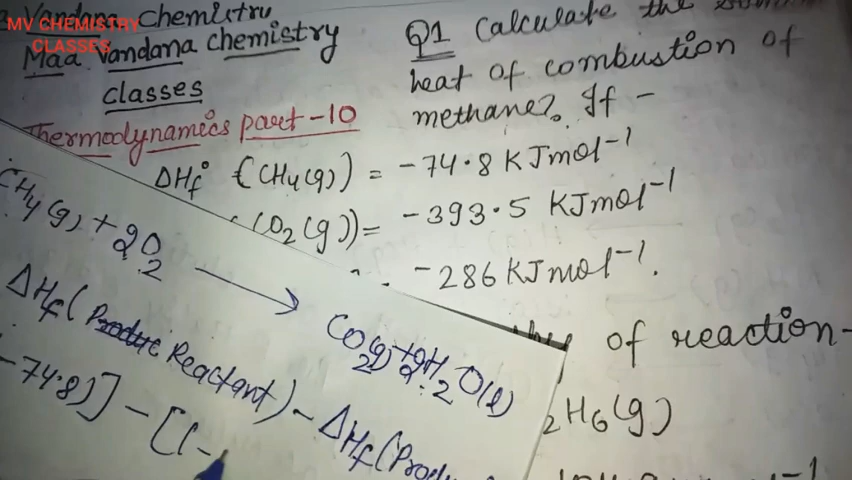 Vandana Chemistry
MV CHEMISTRY
CLASSES
Maa Vandana chemistry
classes
Thermodynamics part-10
Q1 Calculate the
heat of combustion of
methane?. If -
ΔHf° (CH4(g)) = -74.8 KJmol-1
(CO2(g)) = -393.5 KJmol-1
-286 KJmol-1.
of reaction-
2H6(g)
CH4(g) + 2O2 ⟶ CO2(g) + 2H2O(l)
ΔHf (Reactant) - ΔHf (Produ
-74.8)] - [(-